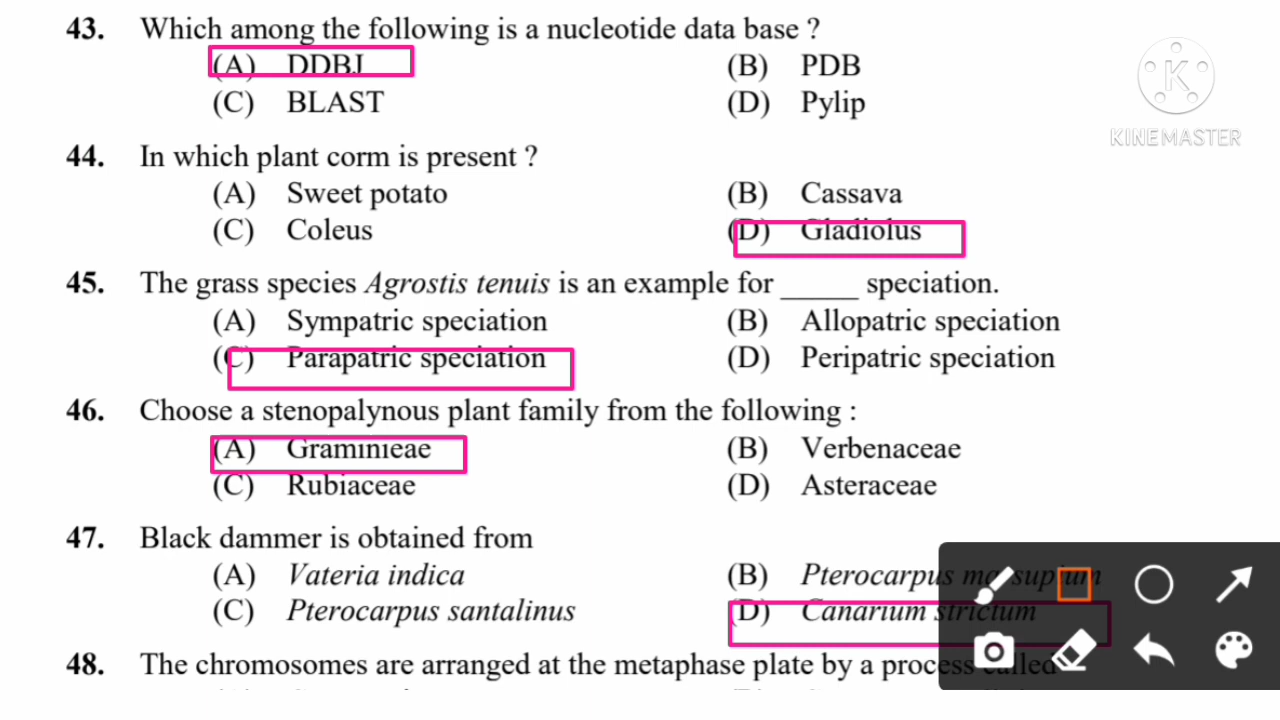 43. Which among the following is a nucleotide data base ?
(A) DDBJ (B) PDB
(C) BLAST (D) Pylip
KINEMASTER
44. In which plant corm is present ?
(A) Sweet potato (B) Cassava
(C) Coleus (D) Gladiolus
45. The grass species Agrostis tenuis is an example for _____ speciation.
(A) Sympatric speciation (B) Allopatric speciation
(C) Parapatric speciation (D) Peripatric speciation
46. Choose a stenopalynous plant family from the following :
(A) Graminieae (B) Verbenaceae
(C) Rubiaceae (D) Asteraceae
47. Black dammer is obtained from
(A) Vateria indica (B) Pterocarpus marsupium
(C) Pterocarpus santalinus (D) Canarium strictum
48. The chromosomes are arranged at the metaphase plate by a process called